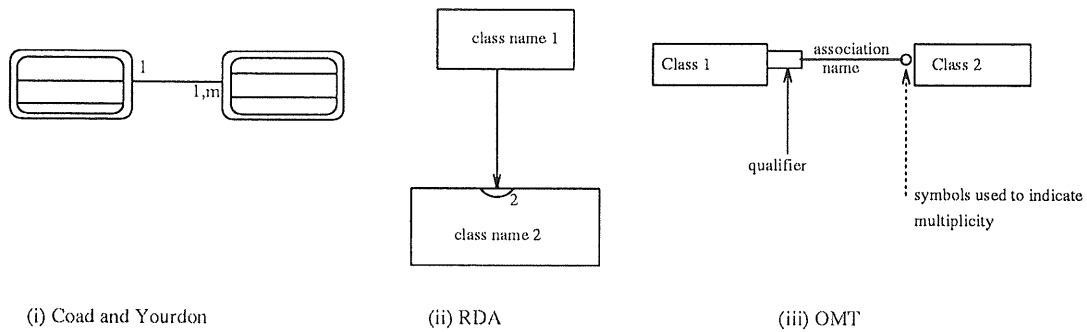 1
1,m
class name 1
2
class name 2
Class 1
association
name
Class 2
qualifier
symbols used to indicate
multiplicity
(i) Coad and Yourdon
(ii) RDA
(iii) OMT